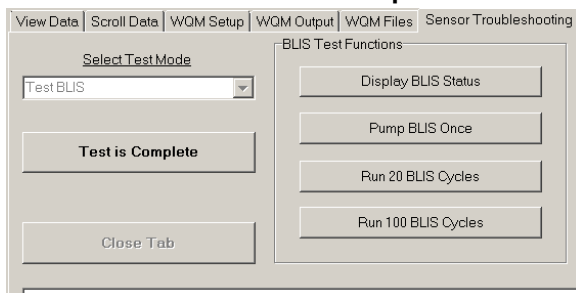 View Data Scroll Data WQM Setup WQM Output WQM Files Sensor Troubleshooting
Select Test Mode
Test BLIS
Test is Complete
Close Tab
BLIS Test Functions
Display BLIS Status
Pump BLIS Once
Run 20 BLIS Cycles
Run 100 BLIS Cycles